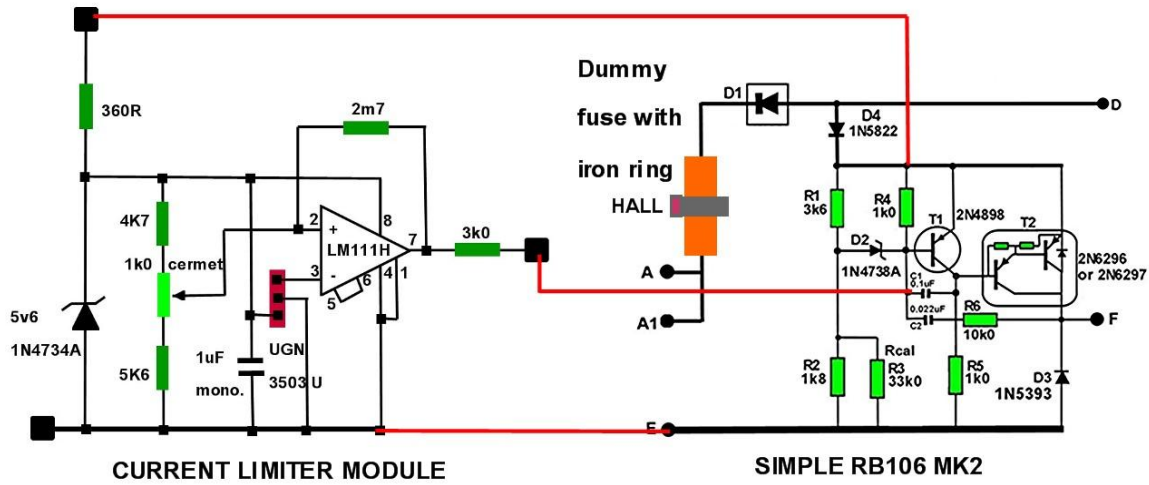 360R
2m7
Dummy
fuse with
iron ring
HALL
D1
D
D4
1N5822
4K7
1k0 cermet
2
+
8
LM111H
7
3k0
3
-
4
1
5
6
5v6
1N4734A
5K6
1uF
mono.
UGN
3503 U
A
A1
R1
3k6
R4
1k0
T1
2N4898
T2
D2
1N4738A
2N6296
or 2N6297
C1
0.1uF
0.022uF
C2
R6
10k0
F
R2
1k8
Rcal
R3
33k0
R5
1k0
D3
1N5393
E
CURRENT LIMITER MODULE
SIMPLE RB106 MK2